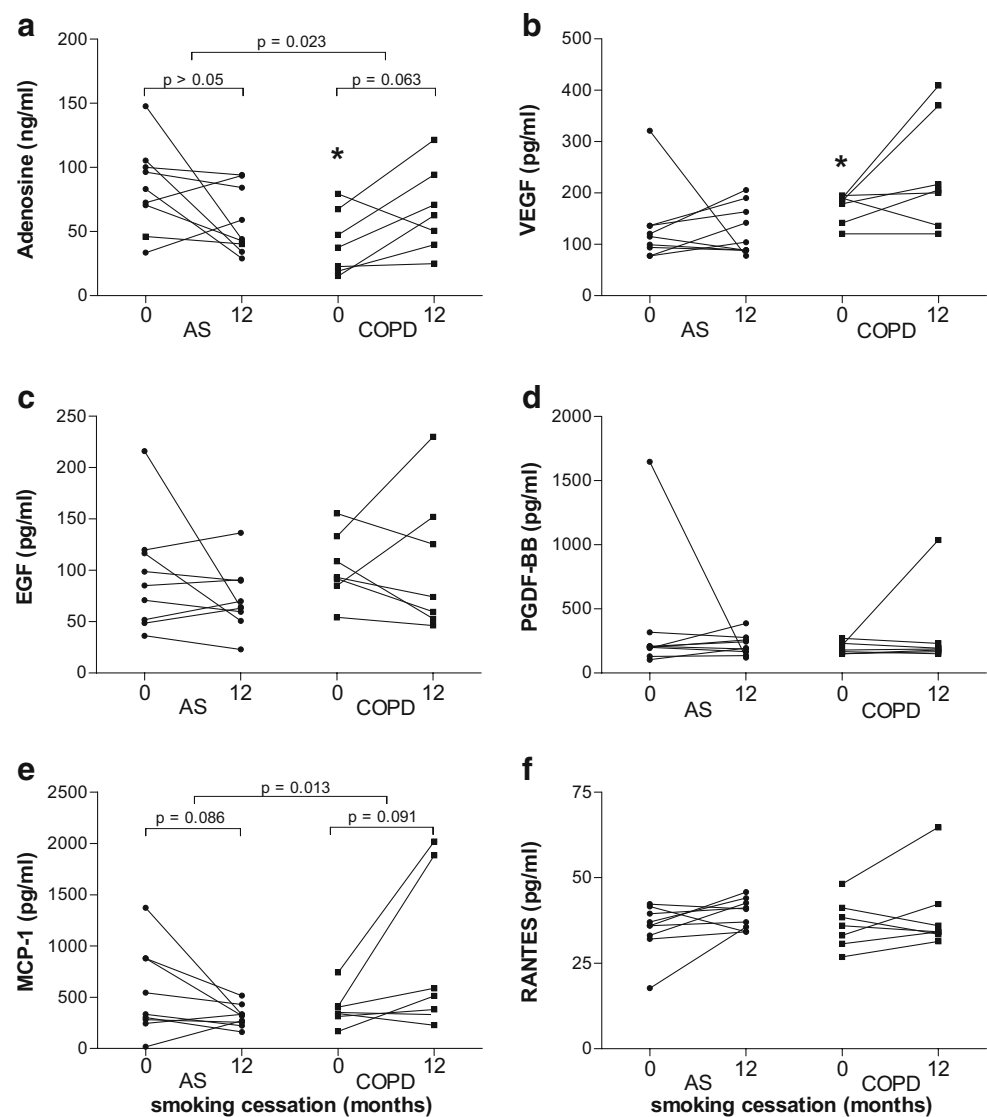 a
200
150
100
50
0
Adenosine (ng/ml)
p = 0.023
p > 0.05
p = 0.063
*
0 12 0 12
AS COPD
b
500
400
300
200
100
0
VEGF (pg/ml)
*
0 12 0 12
AS COPD
c
250
200
150
100
50
0
EGF (pg/ml)
0 12 0 12
AS COPD
d
2000
1500
1000
500
0
PGDF-BB (pg/ml)
0 12 0 12
AS COPD
e
2500
2000
1500
1000
500
0
MCP-1 (pg/ml)
p = 0.013
p = 0.086
p = 0.091
0 12 0 12
AS COPD
smoking cessation (months)
f
75
50
25
0
RANTES (pg/ml)
0 12 0 12
AS COPD
smoking cessation (months)